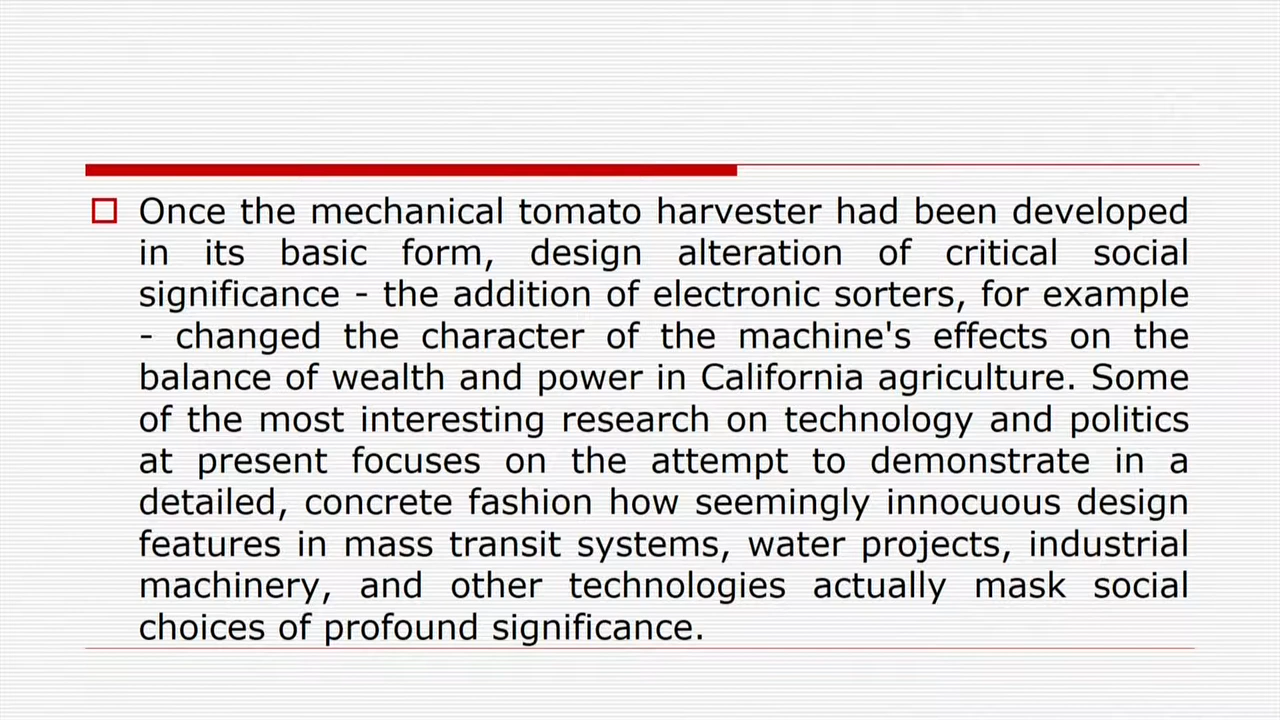 Once the mechanical tomato harvester had been developed
in its basic form, design alteration of critical social
significance - the addition of electronic sorters, for example
- changed the character of the machine's effects on the
balance of wealth and power in California agriculture. Some
of the most interesting research on technology and politics
at present focuses on the attempt to demonstrate in a
detailed, concrete fashion how seemingly innocuous design
features in mass transit systems, water projects, industrial
machinery, and other technologies actually mask social
choices of profound significance.